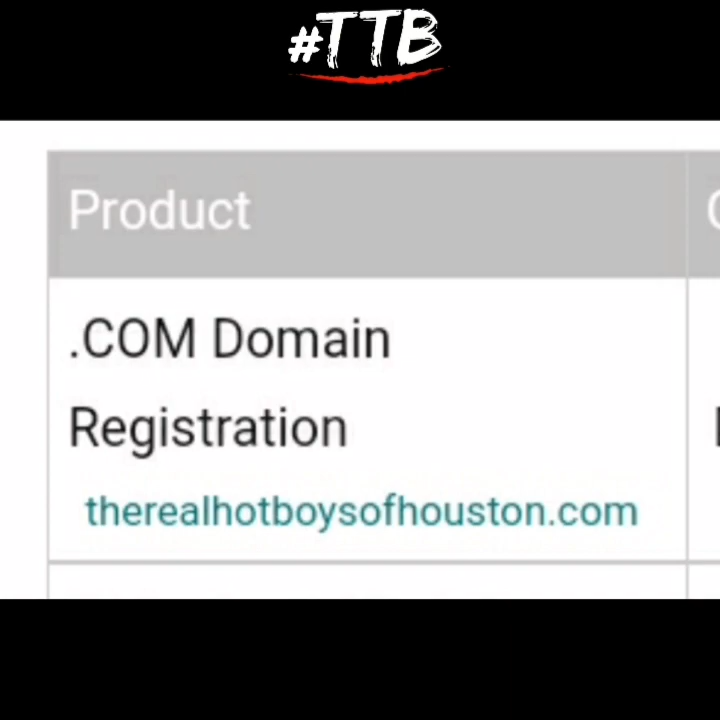 #TTB
Product
.COM Domain
Registration
therealhotboysofhouston.com